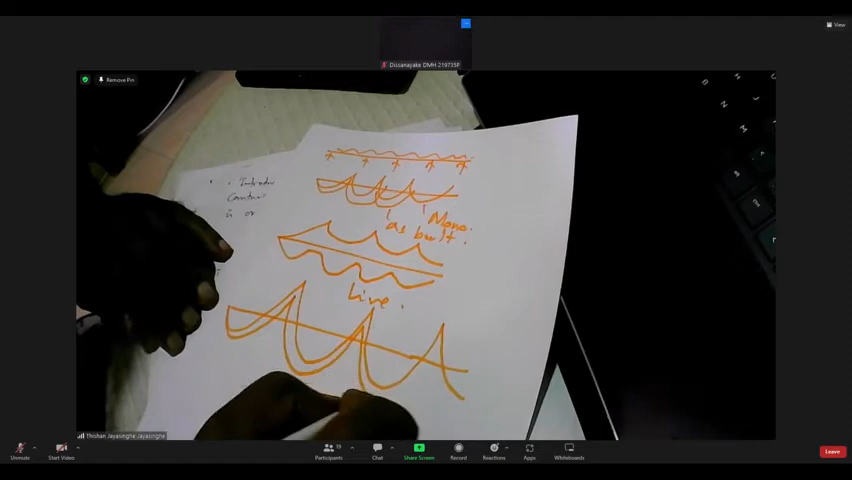 View
Dissanayake DMH 219735P
Remove Pin
Mono.
as built.
Live.
Thishan Jayasinghe Jayasinghe
Unmute
Start Video
Participants
19
Chat
Share Screen
Record
Reactions
Apps
Whiteboards
Leave